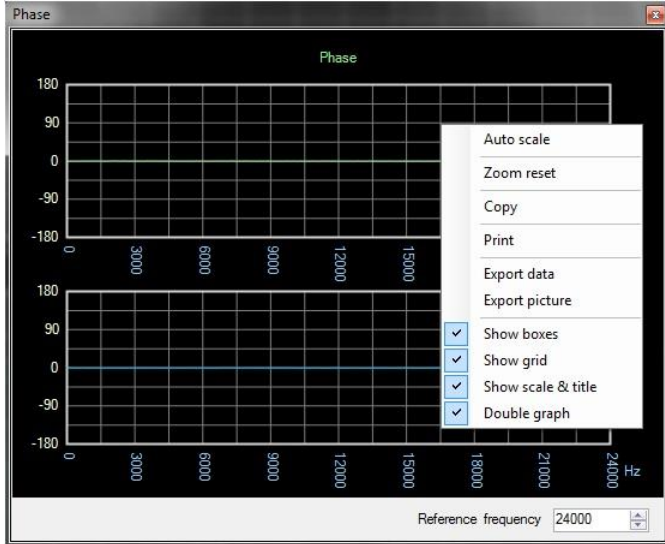 Phase
Phase
180
90
0
-90
-180
0 3000 6000 9000 12000 15000
180
90
0
-90
-180
0 3000 6000 9000 12000 15000 18000 21000 24000 Hz
Auto scale
Zoom reset
Copy
Print
Export data
Export picture
Show boxes
Show grid
Show scale & title
Double graph
Reference frequency 24000